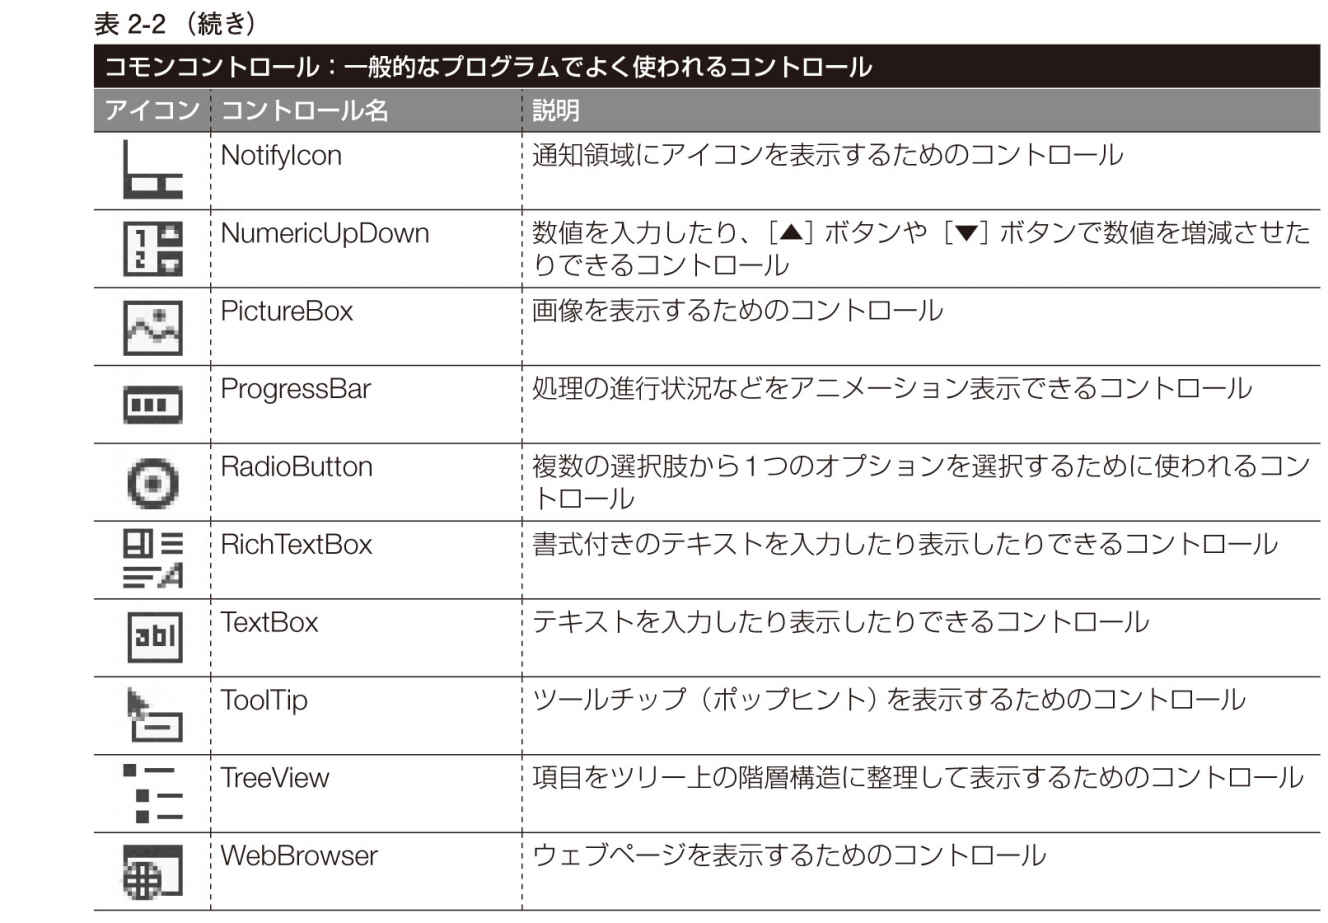 表 2-2 （続き）
コモンコントロール：一般的なプログラムでよく使われるコントロール
アイコン コントロール名 説明
NotifyIcon 通知領域にアイコンを表示するためのコントロール
NumericUpDown 数値を入力したり、［▲］ボタンや［▼］ボタンで数値を増減させた
りできるコントロール
PictureBox 画像を表示するためのコントロール
ProgressBar 処理の進行状況などをアニメーション表示できるコントロール
RadioButton 複数の選択肢から1つのオプションを選択するために使われるコン
トロール
RichTextBox 書式付きのテキストを入力したり表示したりできるコントロール
abl TextBox テキストを入力したり表示したりできるコントロール
ToolTip ツールチップ（ポップヒント）を表示するためのコントロール
TreeView 項目をツリー上の階層構造に整理して表示するためのコントロール
WebBrowser ウェブページを表示するためのコントロール